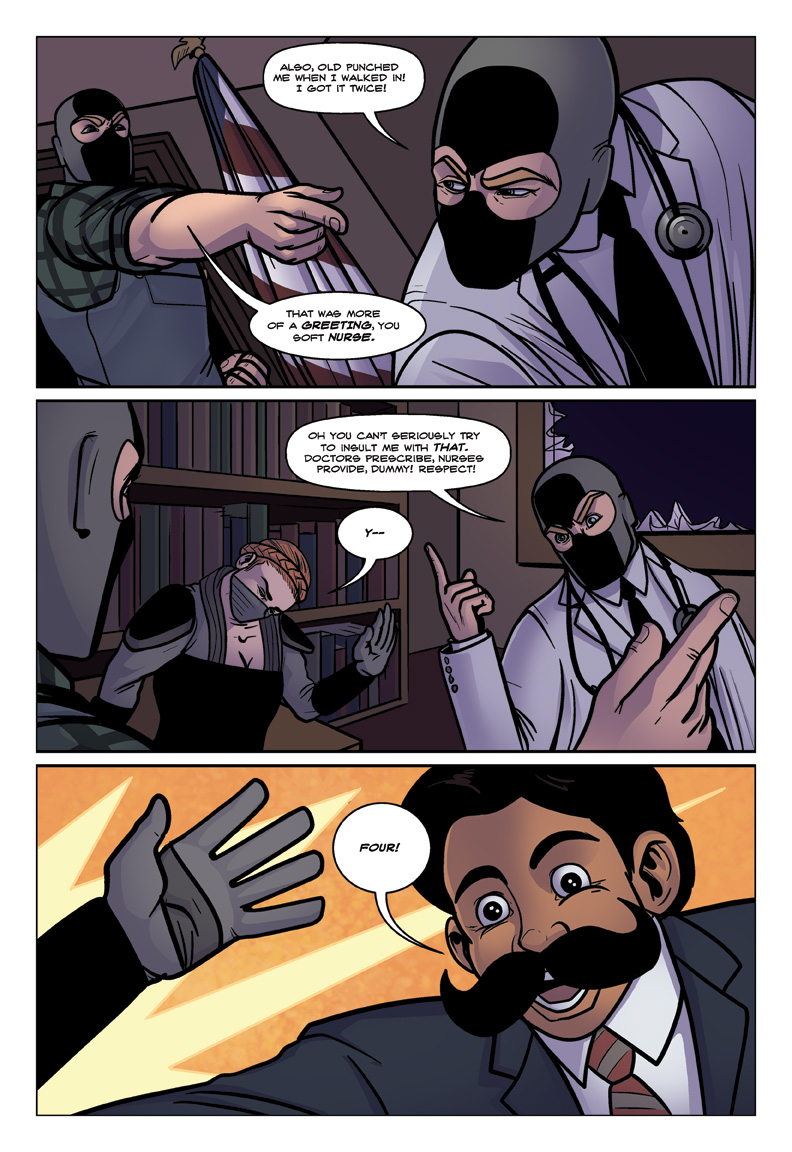 ALSO, OLD PUNCHED
ME WHEN I WALKED IN!
I GOT IT TWICE!
THAT WAS MORE
OF A GREETING, YOU
SOFT NURSE.
OH YOU CAN'T SERIOUSLY TRY
TO INSULT ME WITH THAT.
DOCTORS PRESCRIBE, NURSES
PROVIDE, DUMMY! RESPECT!
Y--
FOUR!